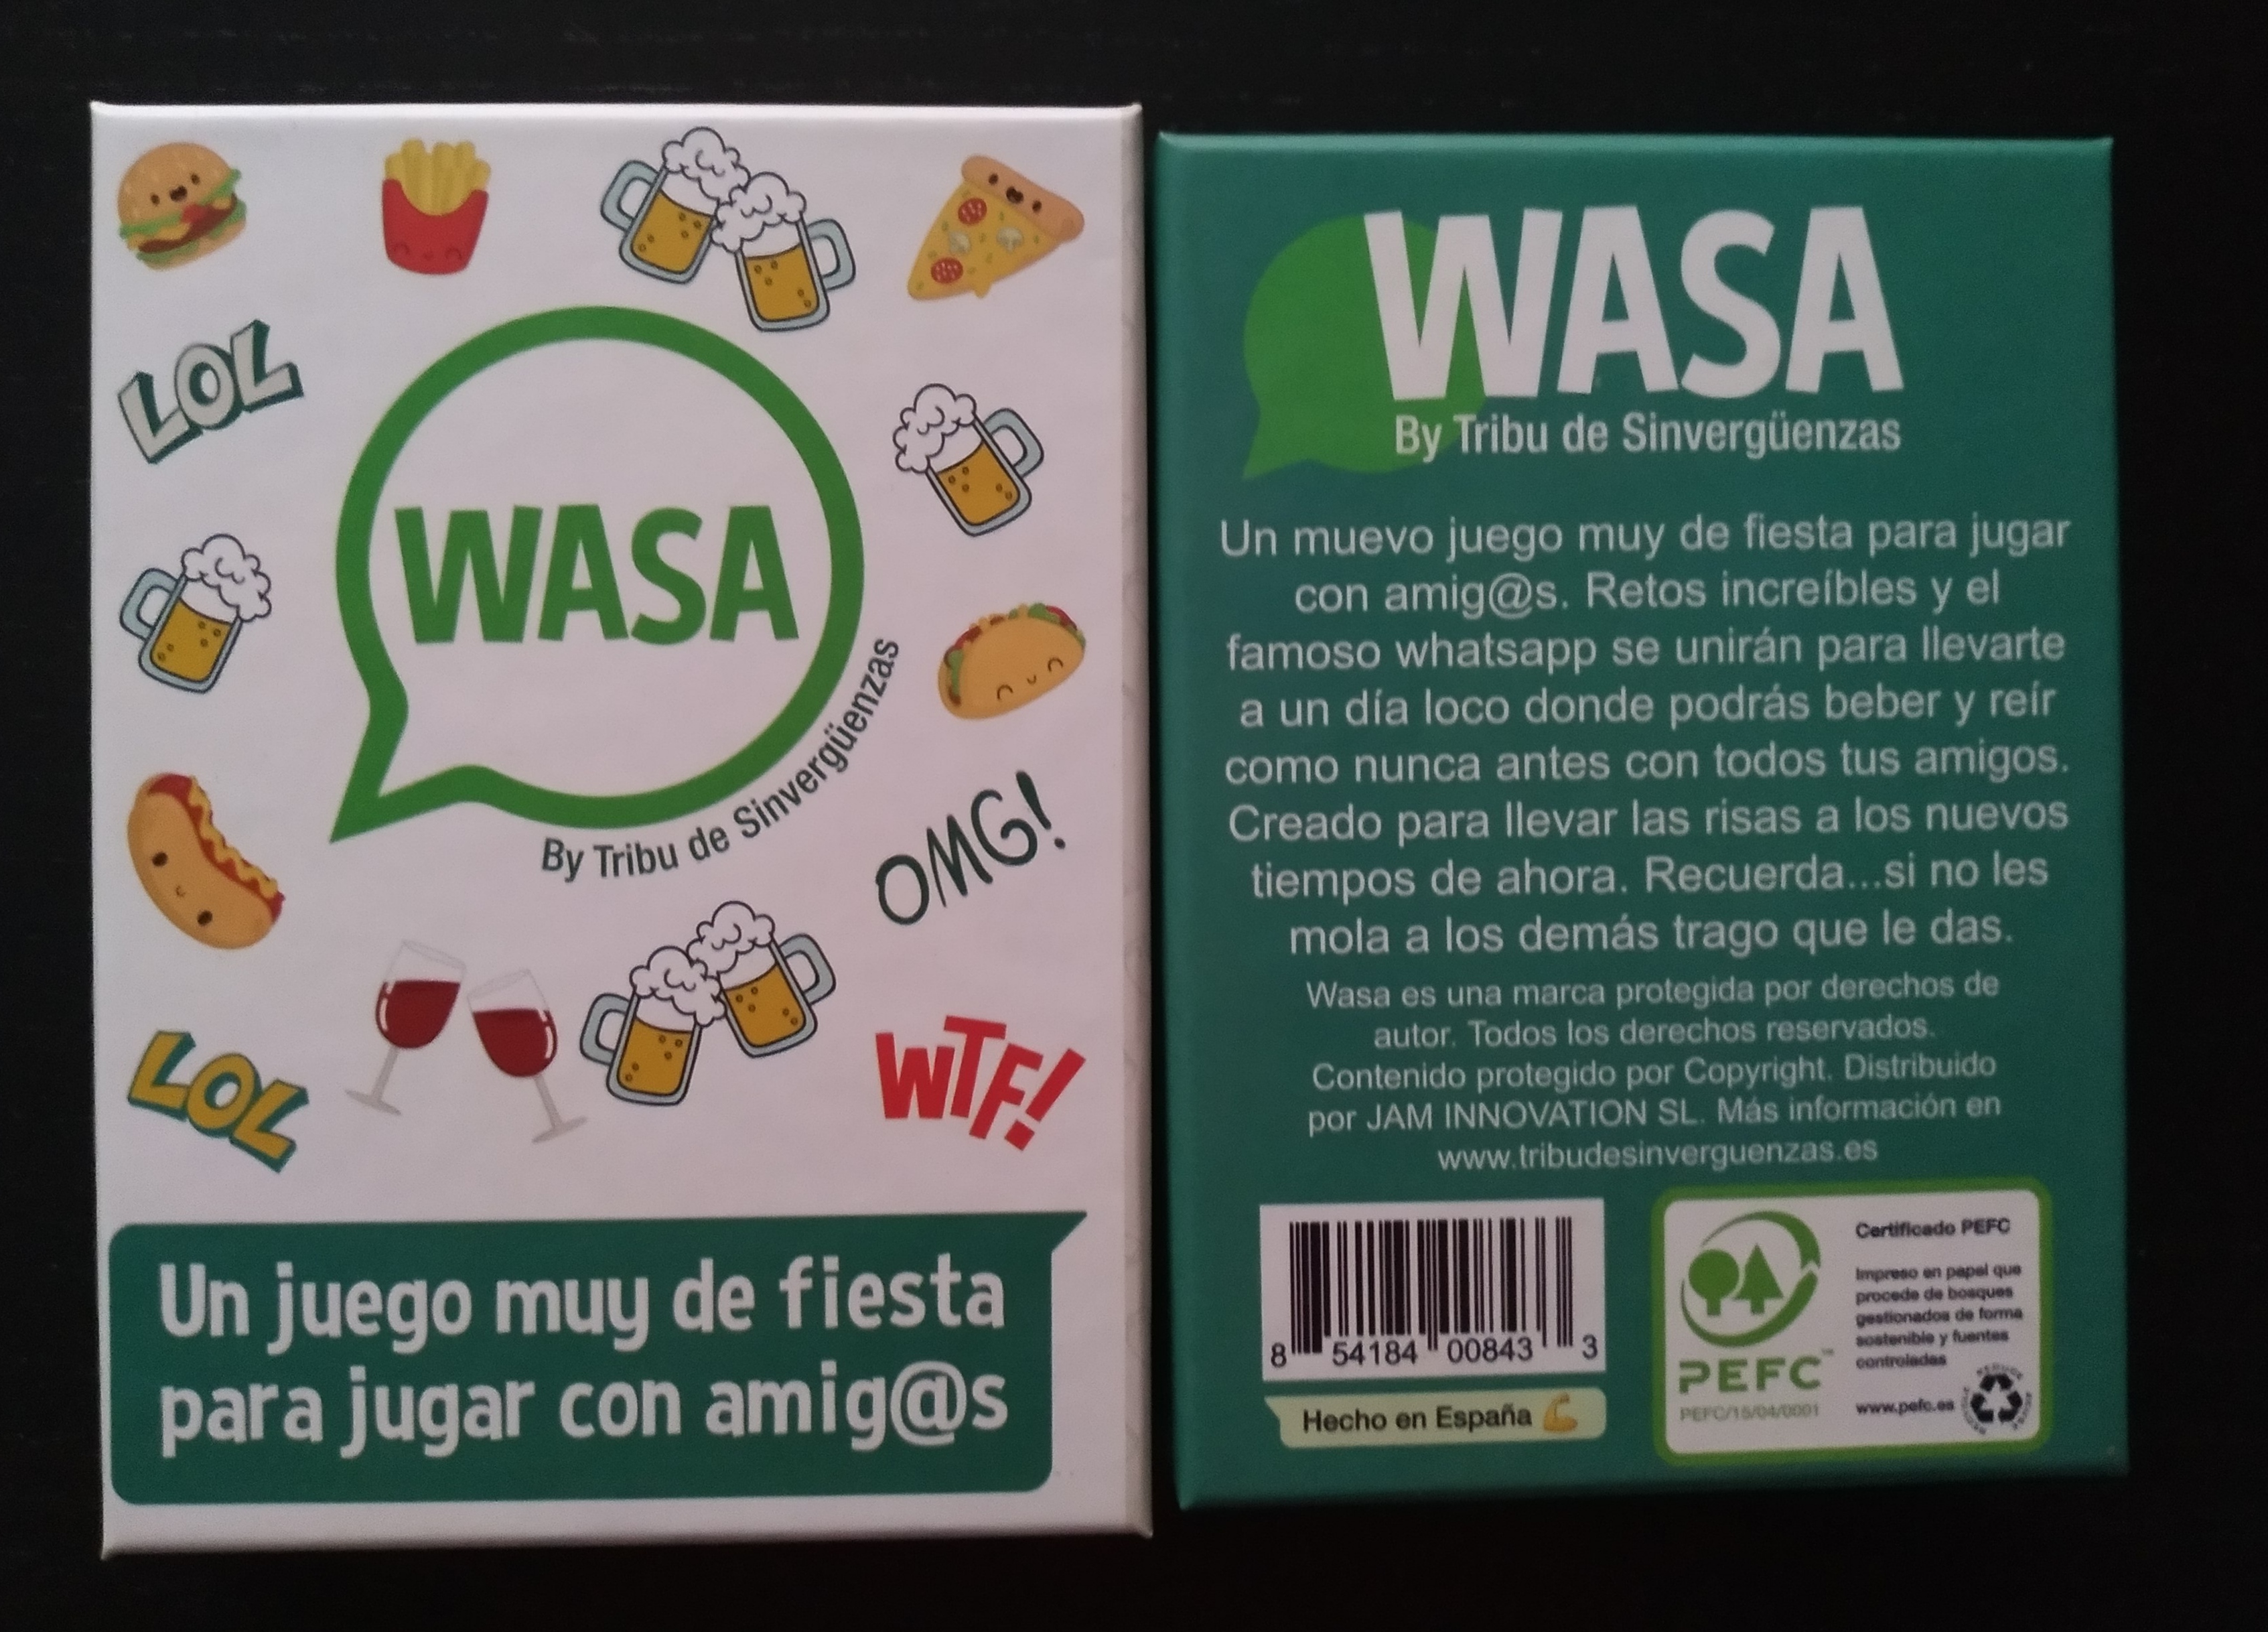 LOL
WASA
By Tribu de Sinvergüenzas
OMG!
LOL
WTF!
Un juego muy de fiesta
para jugar con amig@s
WASA
By Tribu de Sinvergüenzas
Un muevo juego muy de fiesta para jugar
con amig@s. Retos increíbles y el
famoso whatsapp se unirán para llevarte
a un día loco donde podrás beber y reír
como nunca antes con todos tus amigos.
Creado para llevar las risas a los nuevos
tiempos de ahora. Recuerda...si no les
mola a los demás trago que le das.
Wasa es una marca protegida por derechos de
autor. Todos los derechos reservados.
Contenido protegido por Copyright. Distribuido
por JAM INNOVATION SL. Más información en
www.tribudesinverguenzas.es
8 54184 00843 3
Hecho en España
PEFC™
PEFC/15/04/0001
Certificado PEFC
Impreso en papel que
procede de bosques
gestionados de forma
sostenible y fuentes
controladas
www.pefc.es